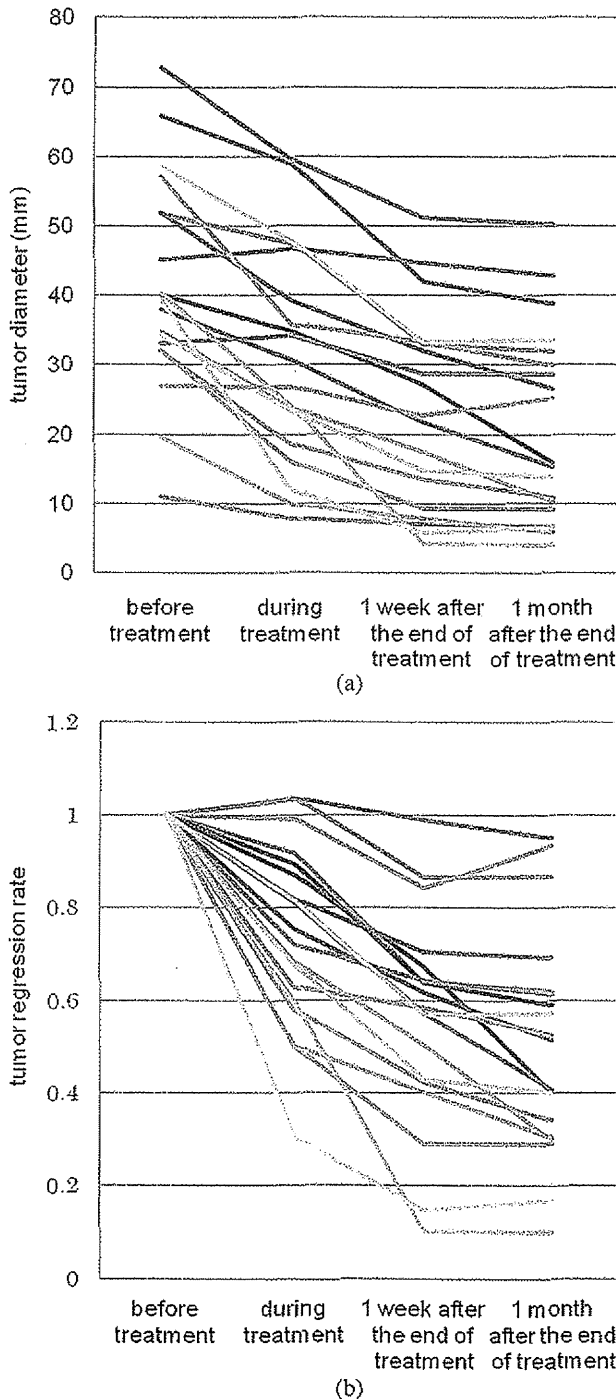 80
70
60
50
40
30
20
10
0
tumor diameter (mm)
before treatment
during treatment
1 week after the end of treatment
1 month after the end of treatment
(a)
1.2
1
0.8
0.6
0.4
0.2
0
tumor regression rate
before treatment
during treatment
1 week after the end of treatment
1 month after the end of treatment
(b)